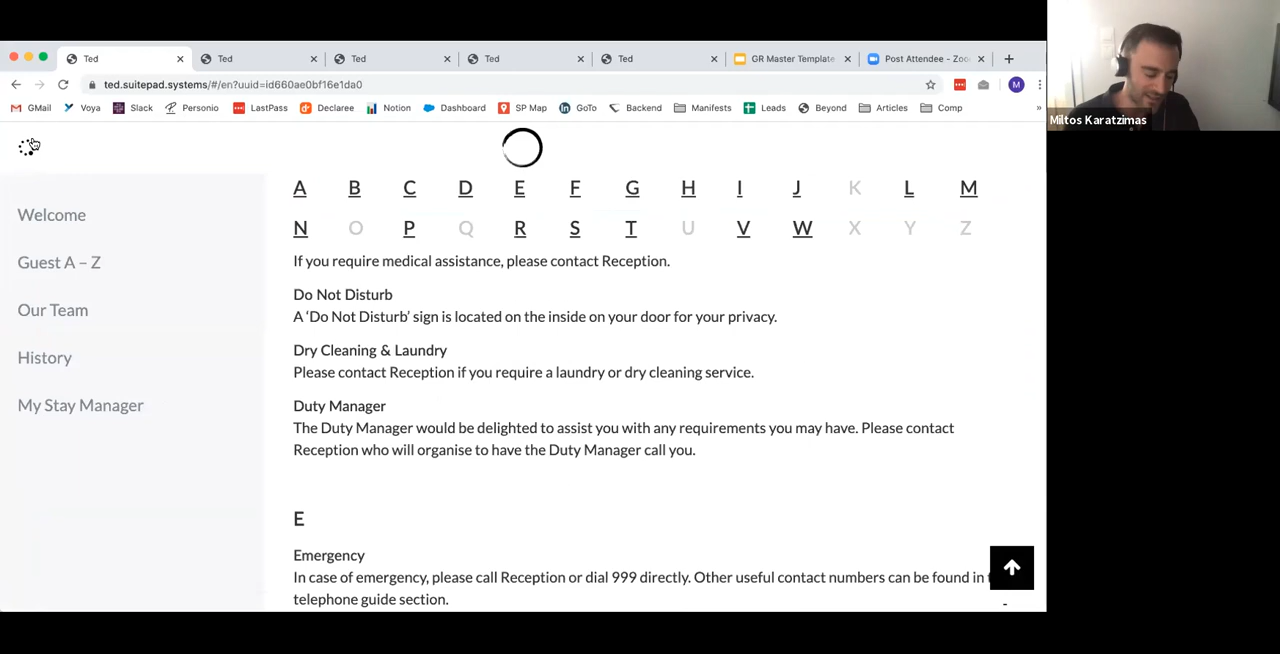 Ted
Ted
Ted
Ted
Ted
GR Master Template
Post Attendee - Zoo
ted.suitepad.systems/#/en?uuid=id660ae0bf16e1da0
M
GMail
Voya
Slack
Personio
LastPass
Declaree
Notion
Dashboard
SP Map
GoTo
Backend
Manifests
Leads
Beyond
Articles
Comp
»
Miltos Karatzimas
A B C D E F G H I J K L M
N O P Q R S T U V W X Y Z
Welcome
Guest A – Z
Our Team
History
My Stay Manager
If you require medical assistance, please contact Reception.
Do Not Disturb
A ‘Do Not Disturb’ sign is located on the inside on your door for your privacy.
Dry Cleaning & Laundry
Please contact Reception if you require a laundry or dry cleaning service.
Duty Manager
The Duty Manager would be delighted to assist you with any requirements you may have. Please contact
Reception who will organise to have the Duty Manager call you.
E
Emergency
In case of emergency, please call Reception or dial 999 directly. Other useful contact numbers can be found in
telephone guide section.